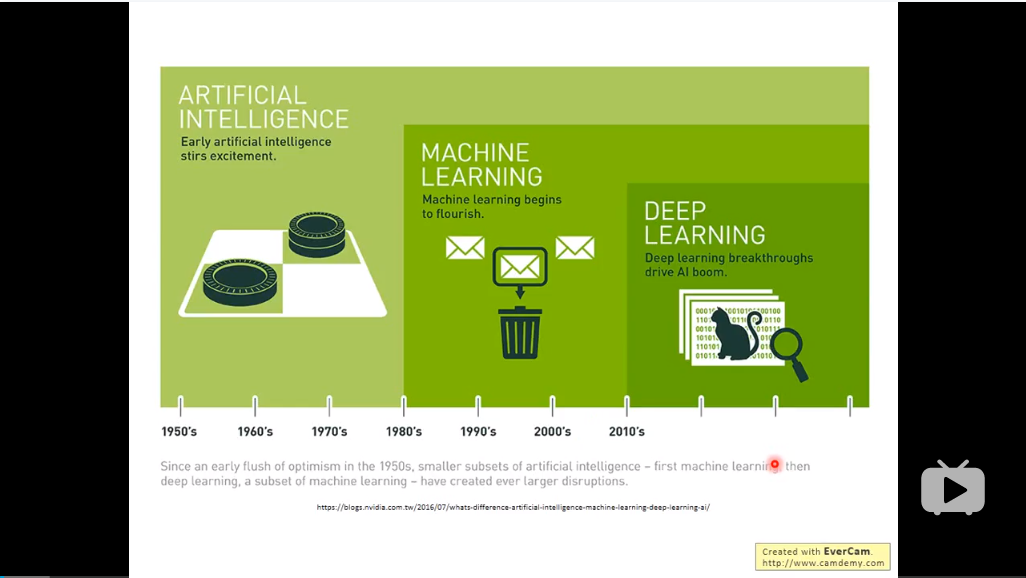 ARTIFICIAL
INTELLIGENCE
Early artificial intelligence
stirs excitement.
MACHINE
LEARNING
Machine learning begins
to flourish.
DEEP
LEARNING
Deep learning breakthroughs
drive AI boom.
1950's 1960's 1970's 1980's 1990's 2000's 2010's
Since an early flush of optimism in the 1950s, smaller subsets of artificial intelligence – first machine learning, then
deep learning, a subset of machine learning – have created ever larger disruptions.
https://blogs.nvidia.com.tw/2016/07/whats-difference-artificial-intelligence-machine-learning-deep-learning-ai/
Created with EverCam.
http://www.camdemy.com